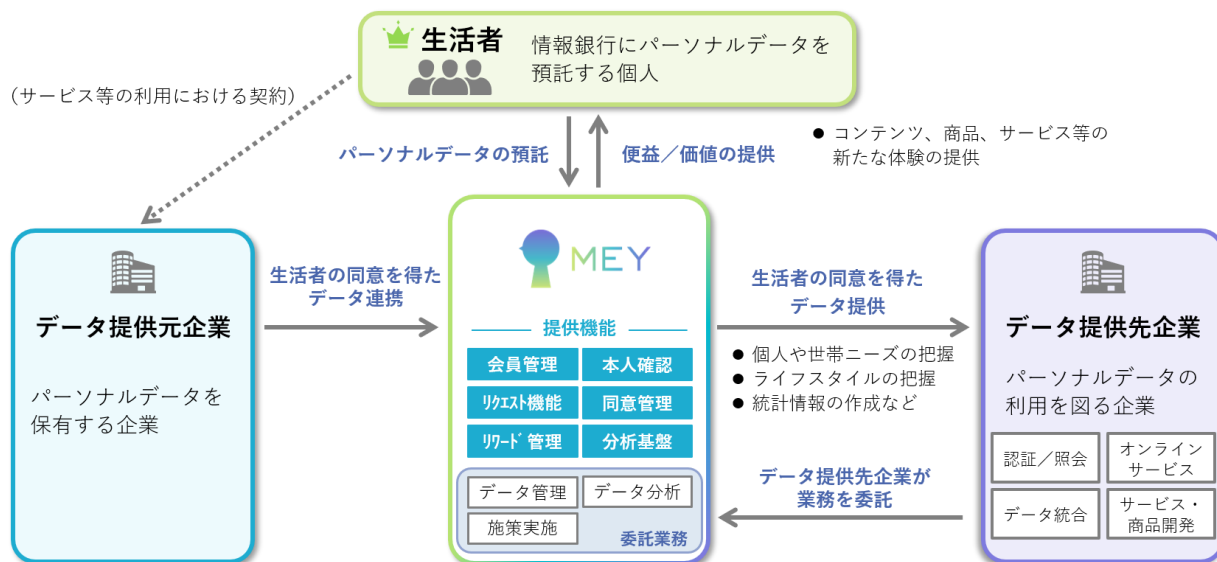 生活者
情報銀行にパーソナルデータを
預託する個人
(サービス等の利用における契約)
パーソナルデータの預託
便益／価値の提供
● コンテンツ、商品、サービス等の
新たな体験の提供
データ提供元企業
パーソナルデータを
保有する企業
生活者の同意を得た
データ連携
MEY
提供機能
会員管理
本人確認
ﾘｸｴｽﾄ機能
同意管理
ﾘﾜｰﾄﾞ管理
分析基盤
データ管理
データ分析
施策実施
委託業務
生活者の同意を得た
データ提供
● 個人や世帯ニーズの把握
● ライフスタイルの把握
● 統計情報の作成など
データ提供先企業が
業務を委託
データ提供先企業
パーソナルデータの
利用を図る企業
認証／照会
オンライン
サービス
データ統合
サービス・
商品開発